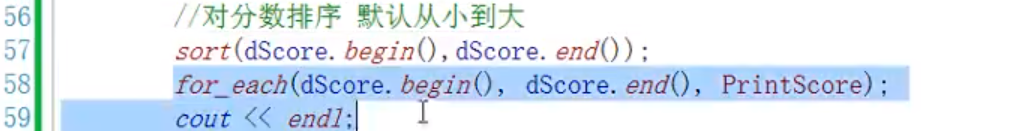 56 //对分数排序 默认从小到大
57 sort(dScore.begin(),dScore.end());
58 for_each(dScore.begin(), dScore.end(), PrintScore);
59 cout << endl;